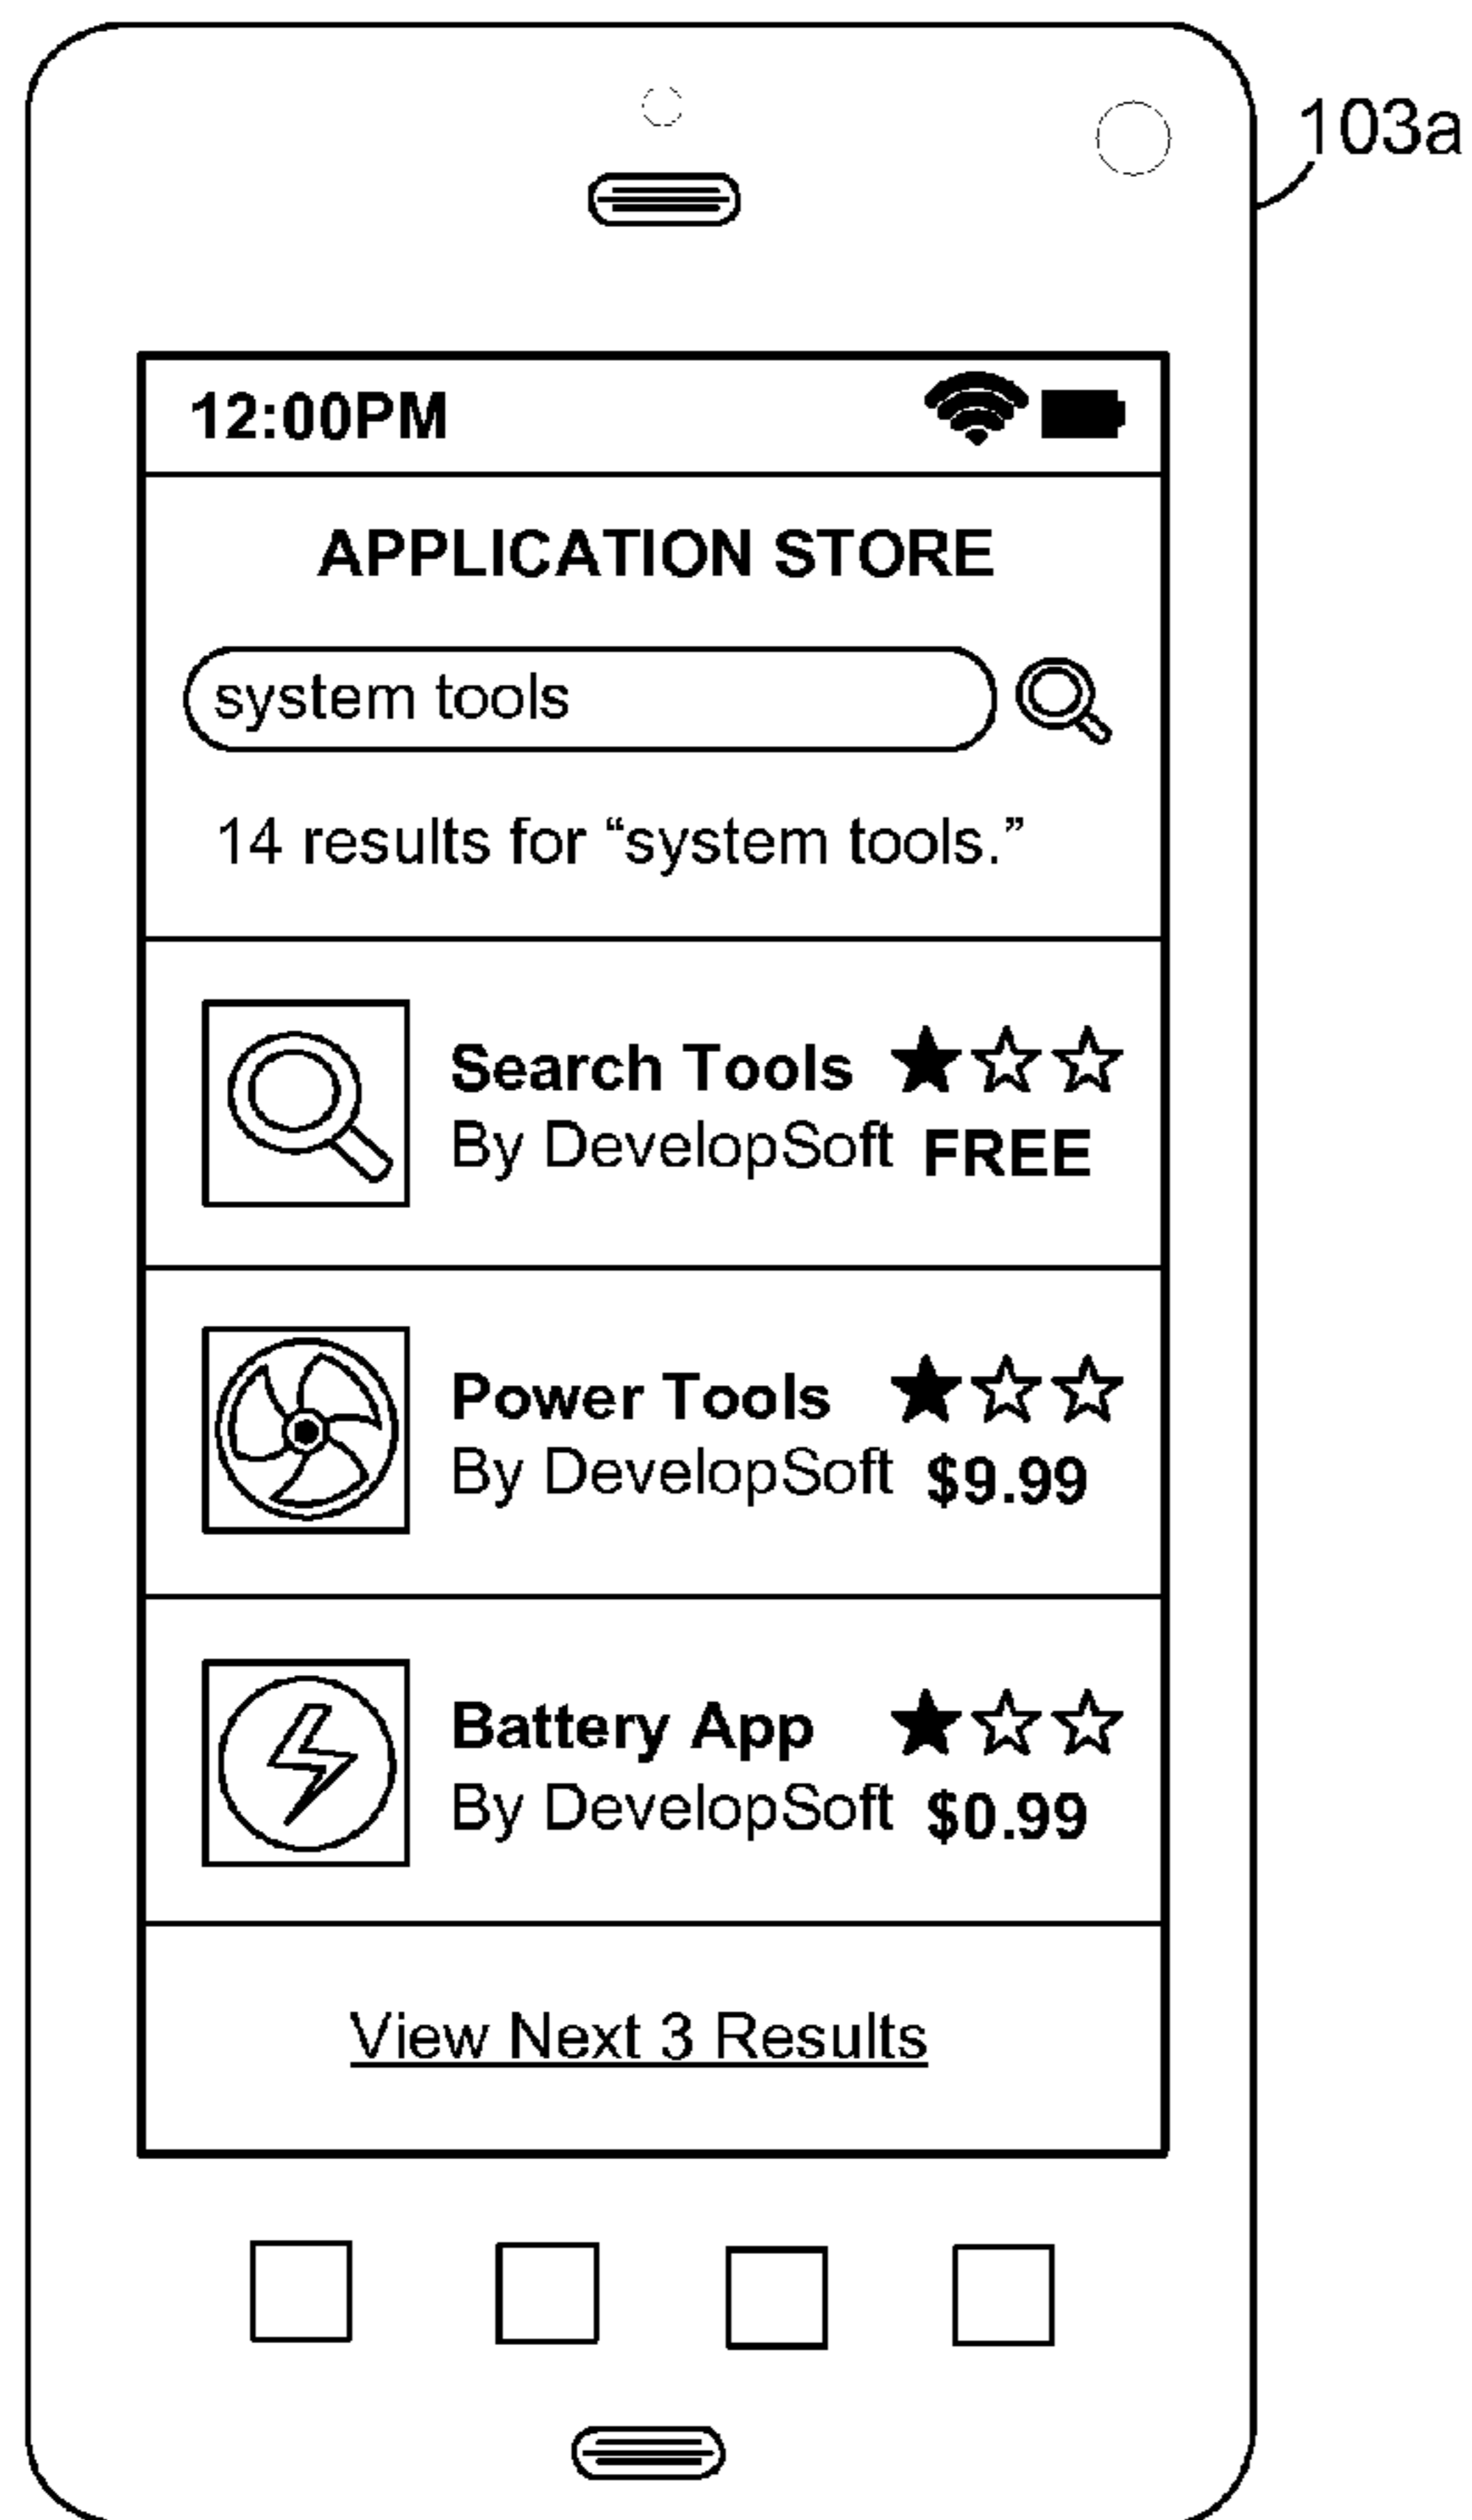 103a
12:00PM
APPLICATION STORE
system tools
14 results for “system tools.”
Search Tools
By DevelopSoft FREE
Power Tools
By DevelopSoft $9.99
Battery App
By DevelopSoft $0.99
View Next 3 Results